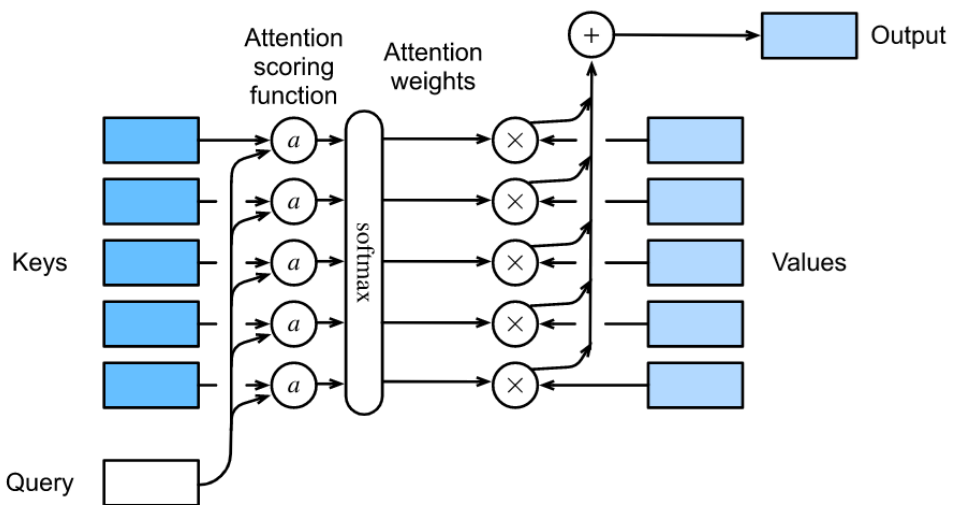 Attention
scoring
function
Attention
weights
+
Output
a
×
a
×
Keys
a
softmax
×
Values
a
×
a
×
Query